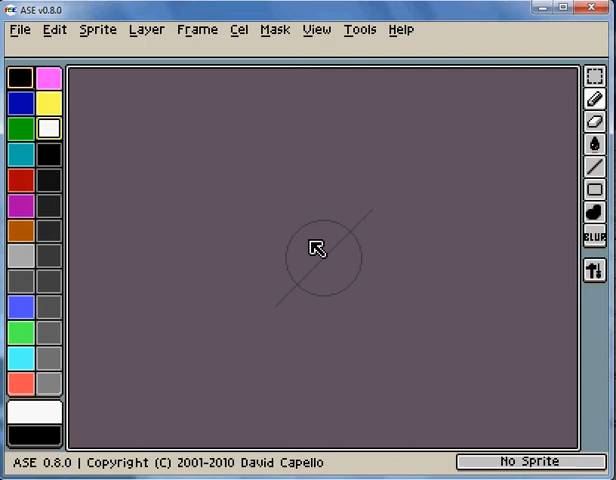 ASE ASE v0.8.0
File Edit Sprite Layer Frame Cel Mask View Tools Help
BLUR
ASE 0.8.0 | Copyright (C) 2001-2010 David Capello No Sprite